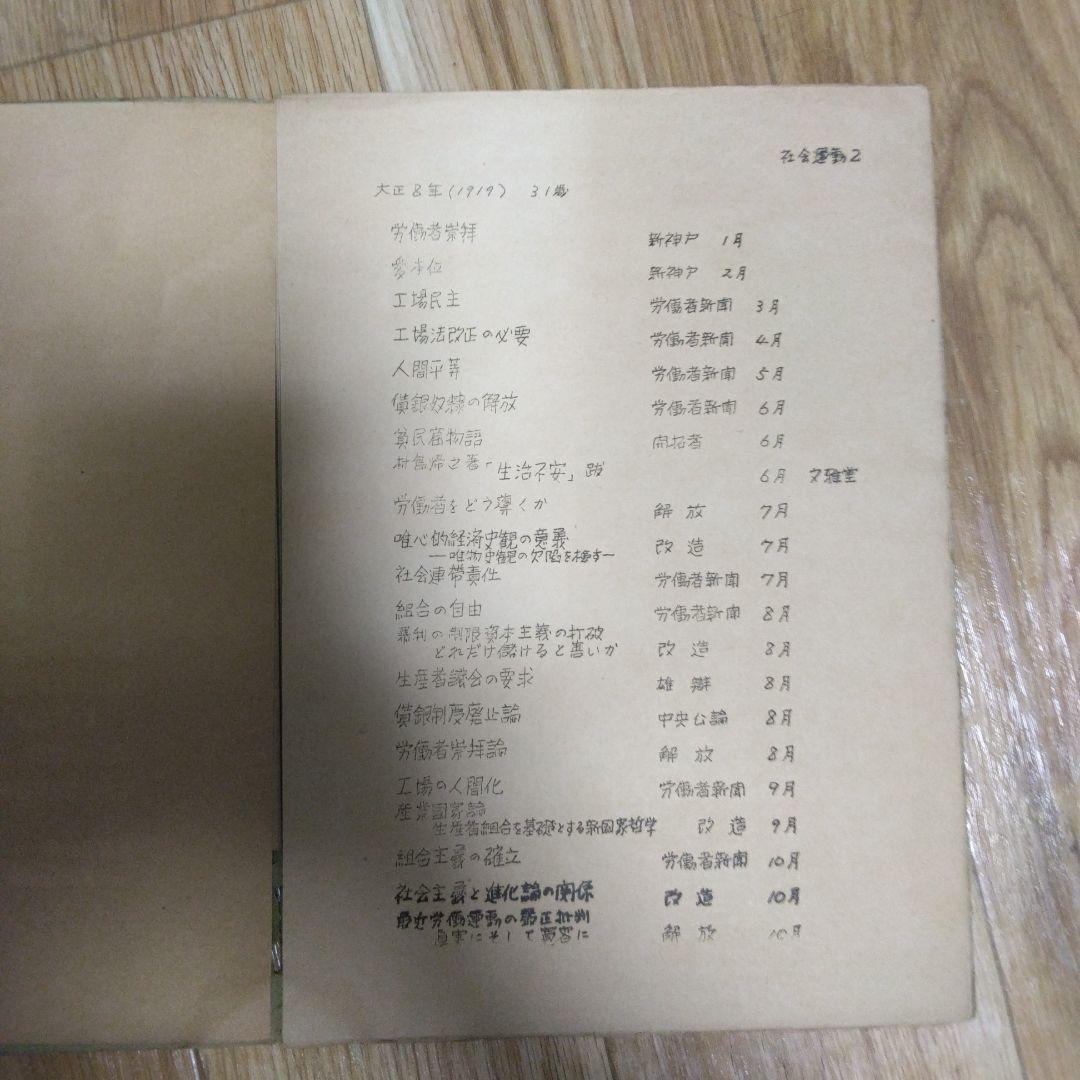 社会運動2
大正8年(1919) 31歳
労働者崇拝 新神戸 1月
愛本位 新神戸 2月
工場民主 労働者新聞 3月
工場法改正の必要 労働者新聞 4月
人間平等 労働者新聞 5月
賃銀奴隷の解放 労働者新聞 6月
貧民窟物語 開拓者 6月
村島帰之著「生活不安」跋 6月 文雅堂
労働者をどう導くか 解放 7月
唯心的経済史観の意義 改造 7月
―唯物史観の欠陥を檢す―
社会連帯責任 労働者新聞 7月
組合の自由 労働者新聞 8月
暴利の制限資本主義の打破
どれだけ儲けると善いか 改造 8月
生産者議会の要求 雄辯 8月
賃銀制度廃止論 中央公論 8月
労働者崇拝論 解放 8月
工場の人間化 労働者新聞 9月
産業国家論
生産者組合を基礎とする新国家哲学 改造 9月
組合主義の確立 労働者新聞 10月
社会主義と進化論の関係 改造 10月
最近労働運動の厳正批判
真実にそして 解放 10月